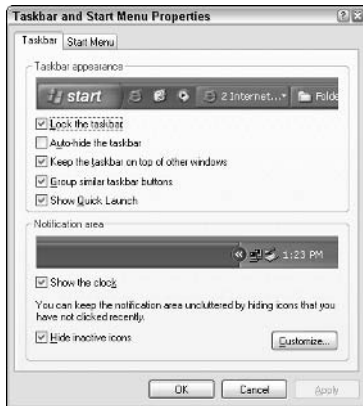 Taskbar and Start Menu Properties
Taskbar
Start Menu
Taskbar appearance
start
2 Internet...
Folde
Lock the taskbar
Auto-hide the taskbar
Keep the taskbar on top of other windows
Group similar taskbar buttons
Show Quick Launch
Notification area
1:23 PM
Show the clock
You can keep the notification area uncluttered by hiding icons that you
have not clicked recently.
Hide inactive icons
Customize...
OK
Cancel
Apply